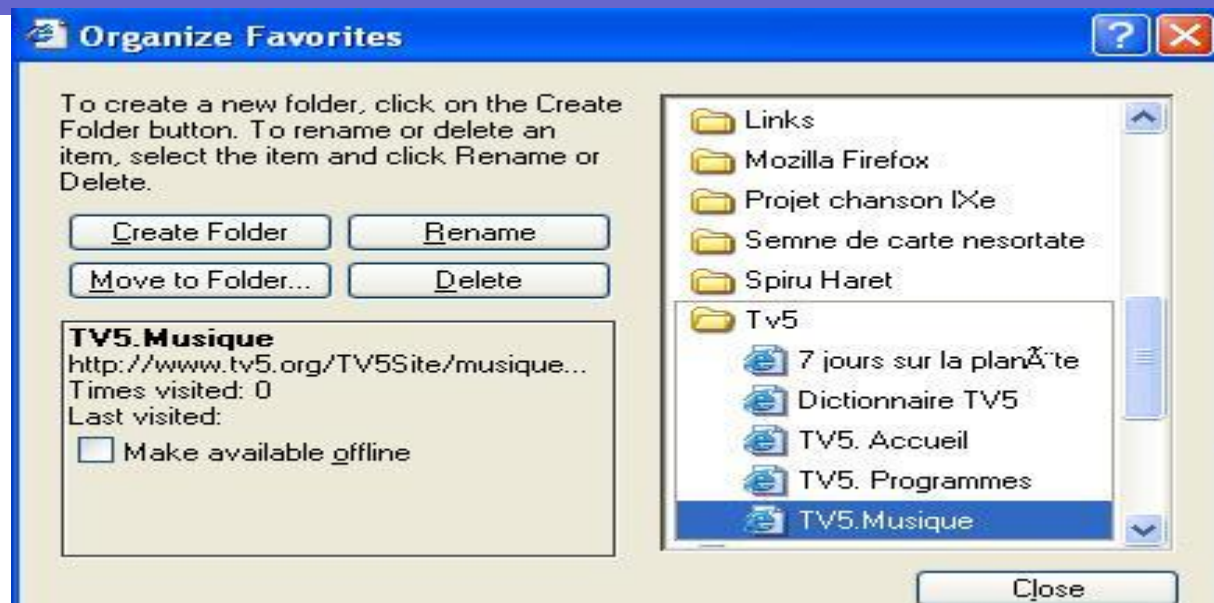 Organize Favorites
To create a new folder, click on the Create
Folder button. To rename or delete an
item, select the item and click Rename or
Delete.
Create Folder
Rename
Move to Folder...
Delete
TV5.Musique
http://www.tv5.org/TV5Site/musique...
Times visited: 0
Last visited:
Make available offline
Links
Mozilla Firefox
Projet chanson IXe
Semne de carte nesortate
Spiru Haret
Tv5
7 jours sur la planÃ¨te
Dictionnaire TV5
TV5. Accueil
TV5. Programmes
TV5.Musique
Close